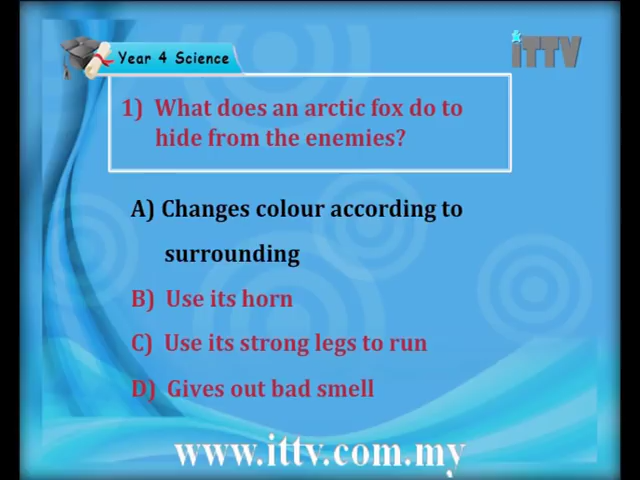 Year 4 Science
iTTV
1) What does an arctic fox do to
hide from the enemies?
A) Changes colour according to
surrounding
B) Use its horn
C) Use its strong legs to run
D) Gives out bad smell
www.ittv.com.my